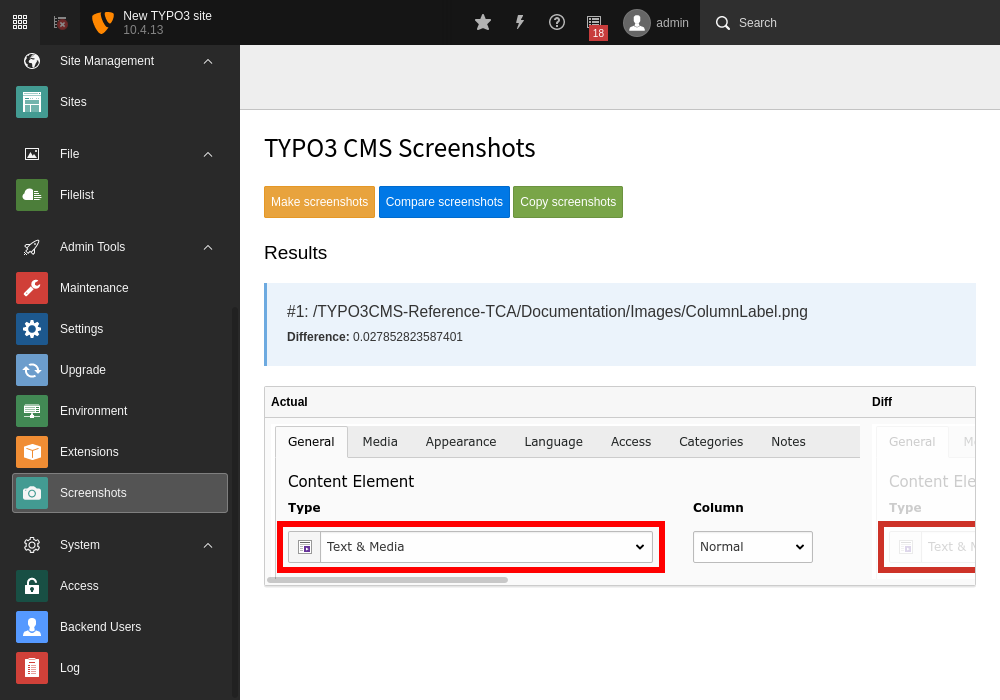 New TYPO3 site
10.4.13
18
admin
Search
Site Management
Sites
File
Filelist
Admin Tools
Maintenance
Settings
Upgrade
Environment
Extensions
Screenshots
System
Access
Backend Users
Log
TYPO3 CMS Screenshots
Make screenshots
Compare screenshots
Copy screenshots
Results
#1: /TYPO3CMS-Reference-TCA/Documentation/Images/ColumnLabel.png
Difference: 0.027852823587401
Actual
Diff
General
Media
Appearance
Language
Access
Categories
Notes
General
Content Element
Content Ele
Type
Column
Type
Text & Media
Normal
Text & M